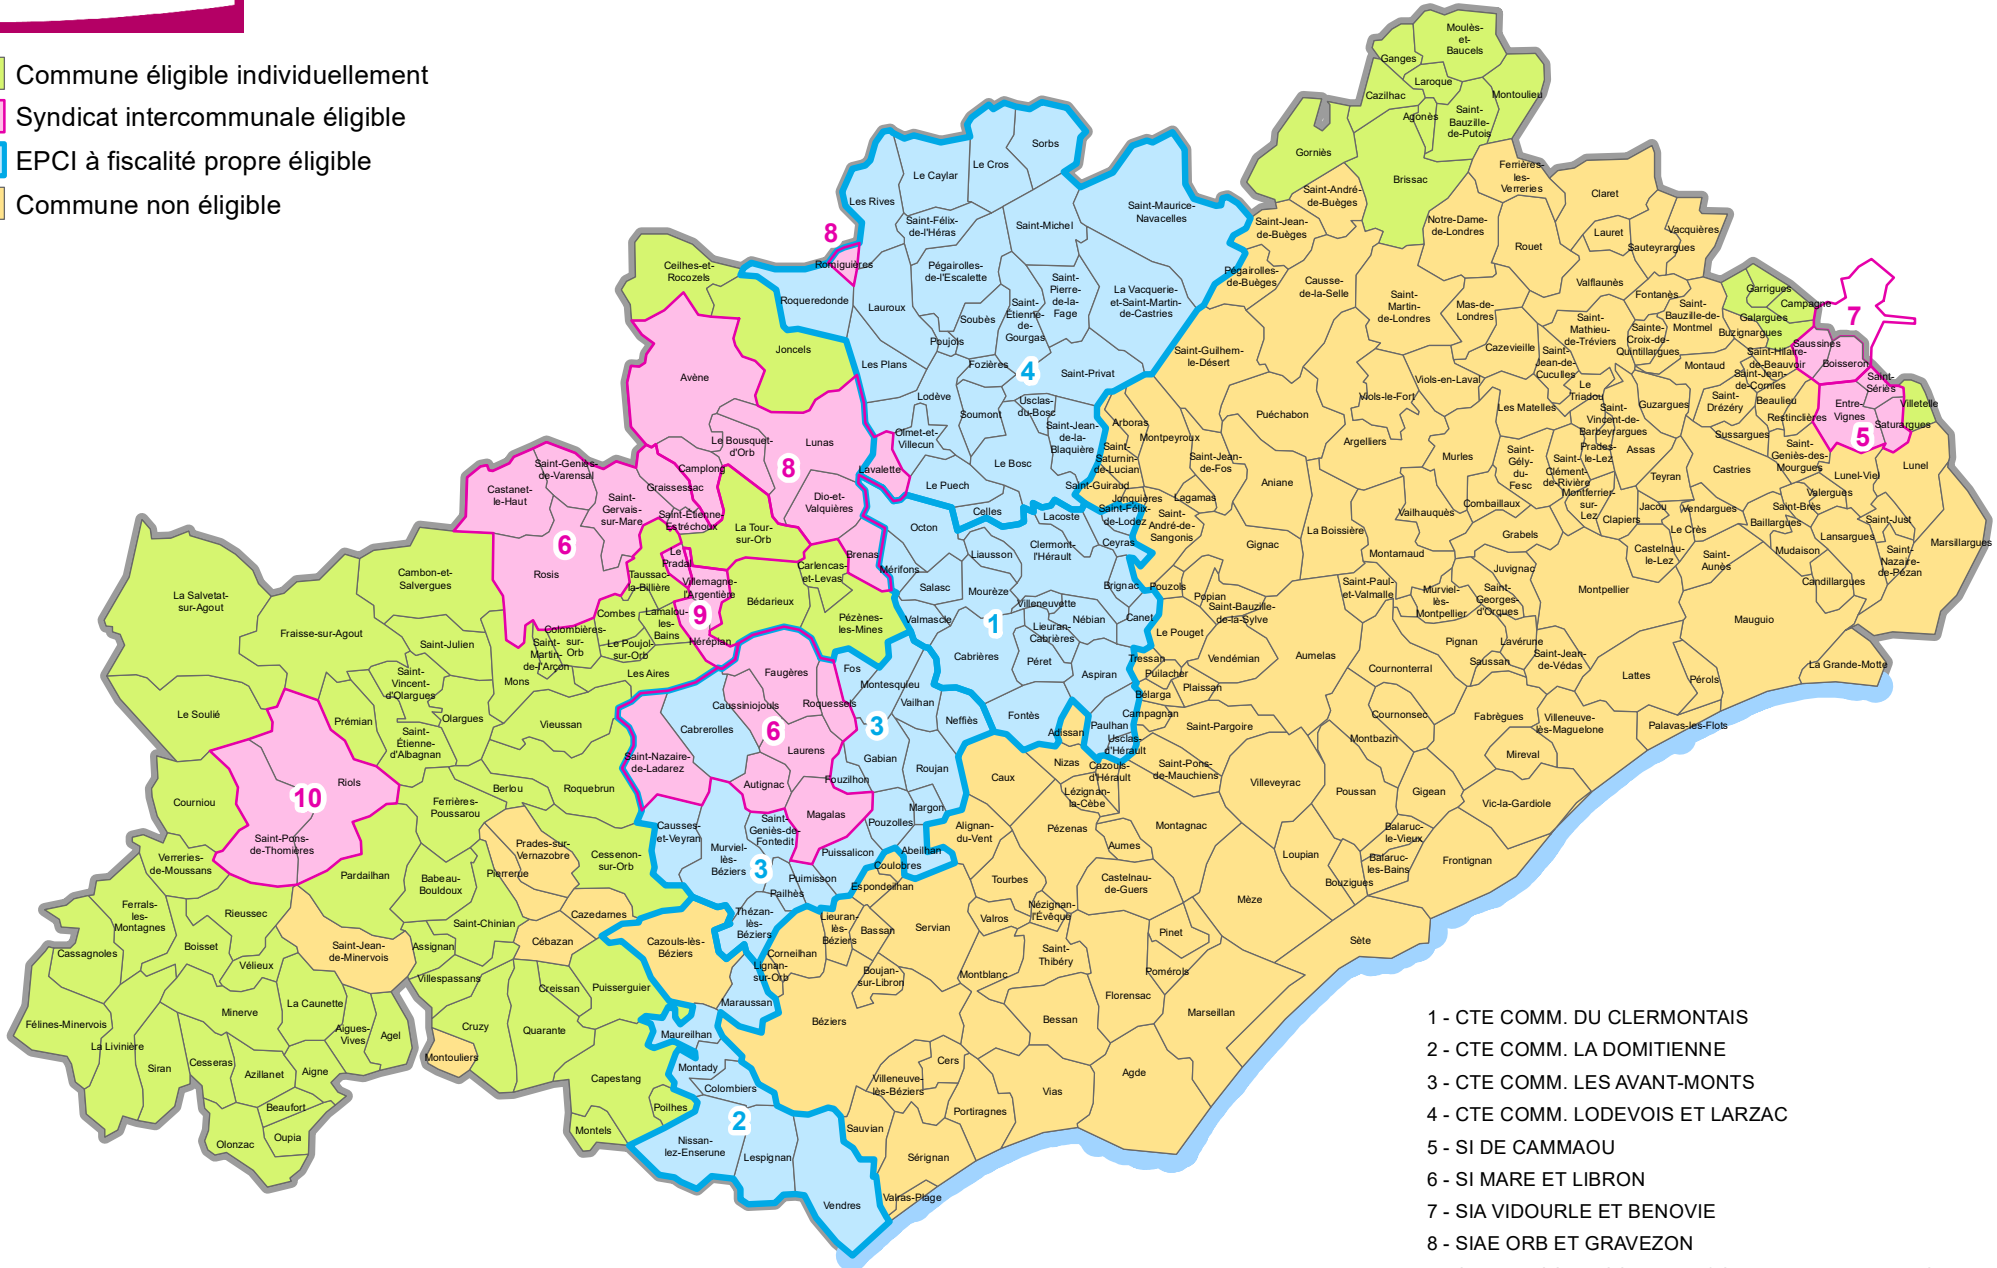 Commune éligible individuellement
Syndicat intercommunale éligible
EPCI à fiscalité propre éligible
Commune non éligible
Moulès-
et-
Baucels
Ganges
Laroque
Cazilhac
Montoulieu
Agonès
Saint-
Bauzille-
de-Putois
Gorniès
Brissac
Sorbs
Le Cros
Le Caylar
Les Rives
Saint-Félix-
de-l'Héras
Saint-Michel
Saint-Maurice-
Navacelles
Ferrières-
les-
Verreries
Claret
Saint-André-
de-Buèges
Saint-Jean-
de-Buèges
Notre-Dame-
de-Londres
Rouet
Lauret
Vacquières
Sauteyrargues
8
Romiguières
Ceilhes-et-
Rocozels
Roqueredonde
Pégairolles-
de-l'Escalette
Saint-
Pierre-
de-la-
Fage
La Vacquerie-
et-Saint-Martin-
de-Castries
Pégairolles-
de-Buèges
Causse-
de-la-Selle
Saint-
Martin-
de-Londres
Mas-de-
Londres
Valflaunès
Fontanès
Saint-
Bauzille-de-
Montmel
Garrigues
Campagne
Galargues
Buzignargues
7
Lauroux
Soubès
Saint-
Étienne-
de-
Gourgas
Poujols
Joncels
Les Plans
Fozières
4
Saint-Privat
Saint-Guilhem-
le-Désert
Cazevieille
Saint-
Mathieu-
de-Tréviers
Sainte-
Croix-de-
Quintillargues
Saint-
Jean-de-
Cuculles
Montaud
Saint-Hilaire-
de-Beauvoir
Saussines
Boisseron
Saint-Jean-
de-Cornies
Saint-
Sériès
Avène
Lodève
Soumont
Usclas-
du-Bosc
Viols-en-Laval
Viols-le-Fort
Le
Triadou
Les Matelles
Guzargues
Saint-
Drézéry
Beaulieu
Restinclières
Entre-
Vignes
Villetelle
Saturargues
5
Le Bousquet-
d'Orb
Lunas
Olmet-et-
Villecun
Saint-Jean-
de-la-
Blaquière
Arboras
Montpeyroux
Puéchabon
Argelliers
Saint-
Vincent-de-
Barbeyrargues
Sussargues
Saint-
Geniès-des-
Mourgues
Camplong
8
Lavalette
Le Bosc
Saint-
Saturnin-
de-Lucian
Saint-Jean-
de-Fos
Murles
Saint-
Gély-
du-
Fesc
Prades-
le-Lez
Assas
Saint-
Clément-
de-Rivière
Teyran
Castries
Lunel-Viel
Lunel
Saint-Geniès-
de-Varensal
Castanet-
le-Haut
Graissessac
Saint-
Gervais-
sur-Mare
Dio-et-
Valquières
Le Puech
Saint-Guiraud
Jonquières
Lagamas
Aniane
Combaillaux
Montferrier-
sur-
Lez
Valergues
Saint-Étienne-
Estréchoux
La Tour-
sur-Orb
Octon
Celles
Lacoste
Saint-Félix-
de-Lodez
Saint-
André-de-
Sangonis
Vailhauquès
Clapiers
Jacou
Vendargues
Saint-Brès
Baillargues
Saint-Just
Le Crès
6
Rosis
Le
Pradal
Brenas
Mérifons
Liausson
Clermont-
l'Hérault
Ceyras
Gignac
La Boissière
Montarnaud
Grabels
Castelnau-
le-Lez
Saint-
Aunès
Mudaison
Lansargues
Saint-
Nazaire-
de-Pézan
Marsillargues
Cambon-et-
Salvergues
Taussac-
la-Billière
Villemagne-
l'Argentière
Carlencas-
et-Levas
Salasc
Mourèze
Brignac
Pouzols
Popian
Saint-Paul-
et-Valmalle
Juvignac
Candillargues
La Salvetat-
sur-Agout
Combes
Lamalou-
les-
Bains
9
Bédarieux
Pézènes-
les-Mines
Valmascle
Villeneuvette
1
Nébian
Canet
Saint-Bauzille-
de-la-Sylve
Murviel-
lès-
Montpellier
Saint-
Georges-
d'Orques
Montpellier
Mauguio
Fraisse-sur-Agout
Saint-Julien
Colombières-
sur-
Orb
Le Poujol-
sur-Orb
Hérépian
Lieuran-
Cabrières
Le Pouget
Pignan
Lavérune
Saint-
Martin-
de-l'Arçon
Cabrières
Péret
Tressan
Vendémian
Aumelas
Saussan
Saint-Jean-
de-Védas
La Grande-Motte
Saint-
Vincent-
d'Olargues
Mons
Les Aires
Faugères
Fos
Montesquieu
Aspiran
Puilacher
Plaissan
Bélarga
Cournonterral
Lattes
Pérols
Le Soulié
Prémian
Olargues
Vieussan
Caussiniojouls
Roquessels
Vailhan
Neffiès
Fontès
Campagnan
Saint-Pargoire
Cournonsec
Fabrègues
Villeneuve-
lès-Maguelone
Palavas-les-Flots
Saint-
Étienne-
d'Albagnan
Cabrerolles
6
3
Adissan
Paulhan
Usclas-
d'Hérault
Montbazin
Mireval
Saint-Nazaire-
de-Ladarez
Laurens
Gabian
Roujan
Caux
Nizas
Cazouls-
d'Hérault
Saint-Pons-
de-Mauchiens
Villeveyrac
Poussan
Gigean
Vic-la-Gardiole
Riols
10
Courniou
Berlou
Roquebrun
Autignac
Fouzilhon
Lézignan-
la-Cèbe
Ferrières-
Poussarou
Magalas
Margon
Saint-Pons-
de-Thomières
Causses-
et-Veyran
Saint-
Geniès-de-
Fontedit
Pouzolles
Alignan-
du-Vent
Pézenas
Montagnac
Balaruc-
le-Vieux
Prades-sur-
Vernazobre
Cessenon-
sur-Orb
Murviel-
lès-
Béziers
Puissalicon
Abeilhan
Aumes
Loupian
Balaruc-
les-Bains
Frontignan
Verreries-
de-Moussans
Pardailhan
Babeau-
Bouldoux
Pierrerue
3
Puimisson
Coulobres
Espondeilhan
Tourbes
Castelnau-
de-Guers
Bouzigues
Pailhès
Ferrals-
les-
Montagnes
Rieussec
Saint-Chinian
Cazedarnes
Thézan-
lès-
Béziers
Lieuran-
lès-
Béziers
Bassan
Servian
Valros
Nézignan-
l'Évêque
Mèze
Pinet
Sète
Cassagnoles
Boisset
Vélieux
Saint-Jean-
de-Minervois
Assignan
Cébazan
Cazouls-lès-
Béziers
Corneilhan
Lignan-
sur-Orb
Boujan-
sur-Libron
Montblanc
Saint-
Thibéry
Pomérols
Villespassans
Creissan
Puisserguier
Maraussan
Florensac
Marseillan
Félines-Minervois
Minerve
La Caunette
Aigues-
Vives
Agel
Cruzy
Quarante
Maureilhan
Béziers
Bessan
La Livinière
Siran
Cesseras
Azillanet
Aigne
Montouliers
Capestang
Montady
Colombiers
Cers
Villeneuve-
lès-Béziers
Agde
Vias
Beaufort
Poilhes
2
Portiragnes
Olonzac
Oupia
Montels
Nissan-
lez-Enserune
Lespignan
Sauvian
Sérignan
Vendres
Valras-Plage
1 - CTE COMM. DU CLERMONTAIS
2 - CTE COMM. LA DOMITIENNE
3 - CTE COMM. LES AVANT-MONTS
4 - CTE COMM. LODEVOIS ET LARZAC
5 - SI DE CAMMAOU
6 - SI MARE ET LIBRON
7 - SIA VIDOURLE ET BENOVIE
8 - SIAE ORB ET GRAVEZON